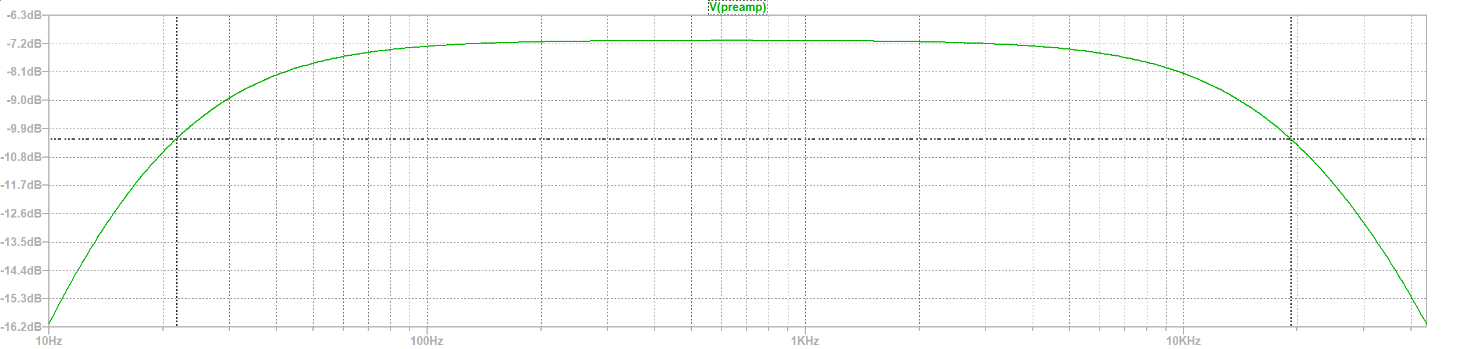 V(preamp)
-6.3dB
-7.2dB
-8.1dB
-9.0dB
-9.9dB
-10.8dB
-11.7dB
-12.6dB
-13.5dB
-14.4dB
-15.3dB
-16.2dB
10Hz 100Hz 1KHz 10KHz